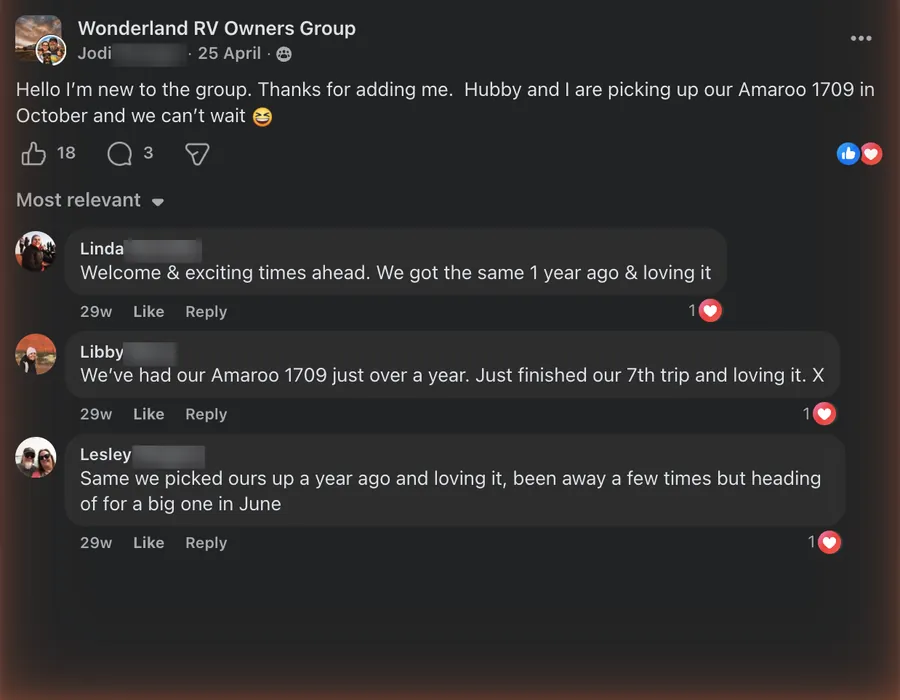 Wonderland RV Owners Group
Jodi · 25 April ·
Hello I’m new to the group. Thanks for adding me.  Hubby and I are picking up our Amaroo 1709 in
October and we can’t wait 😆
18 3
Most relevant
Linda
Welcome & exciting times ahead. We got the same 1 year ago & loving it
29w Like Reply 1
Libby
We’ve had our Amaroo 1709 just over a year. Just finished our 7th trip and loving it. X
29w Like Reply 1
Lesley
Same we picked ours up a year ago and loving it, been away a few times but heading
of for a big one in June
29w Like Reply 1